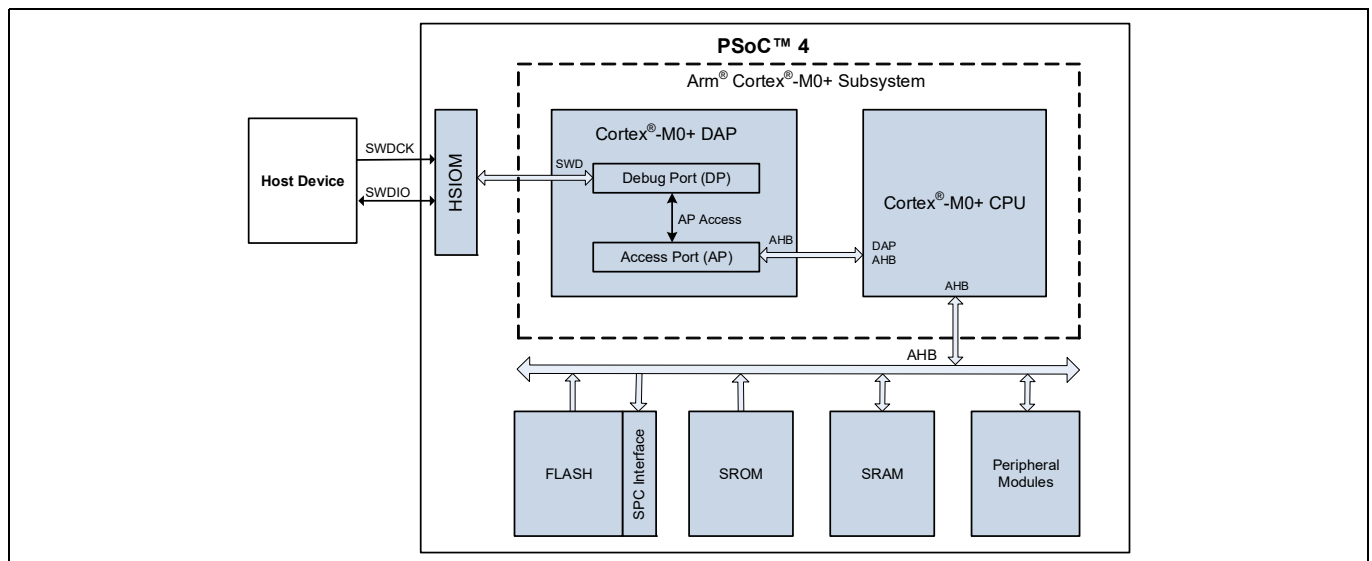 PSoC™ 4
Arm® Cortex®-M0+ Subsystem
Host Device
SWDCK
SWDIO
HSIOM
SWD
Cortex®-M0+ DAP
Debug Port (DP)
AP Access
Access Port (AP)
AHB
Cortex®-M0+ CPU
DAP
AHB
AHB
AHB
FLASH
SPC Interface
SROM
SRAM
Peripheral
Modules